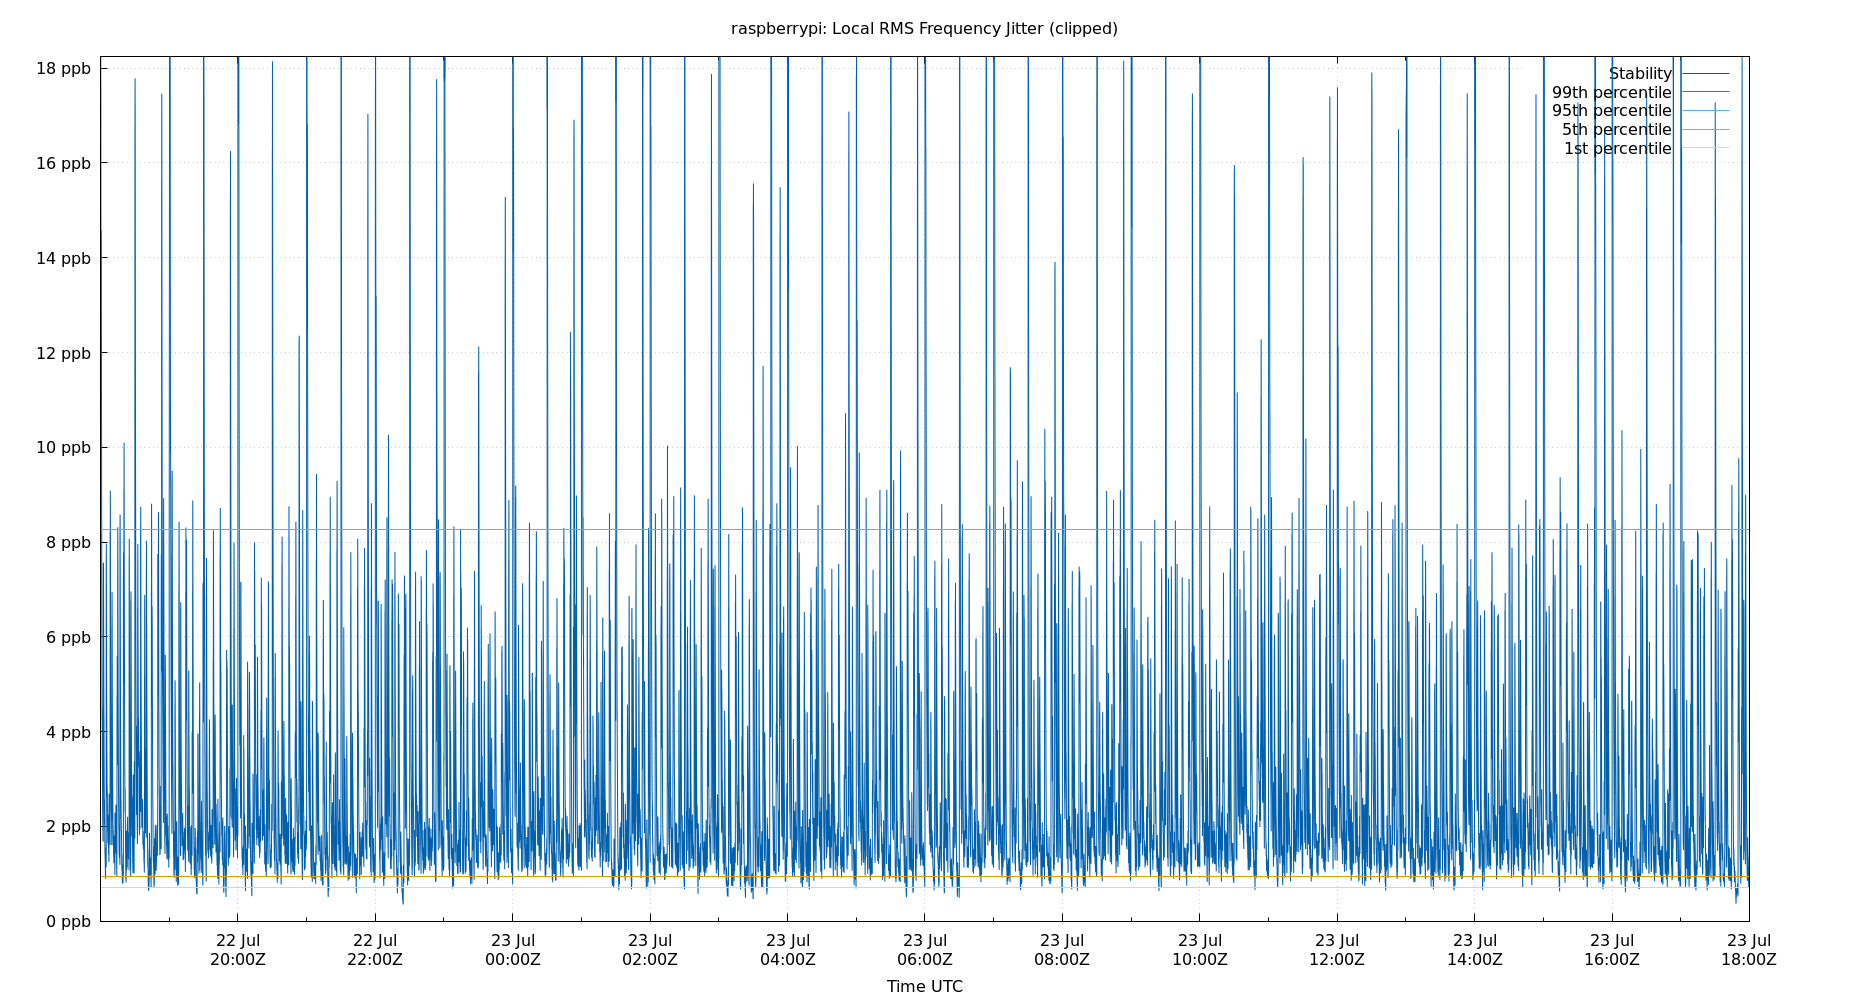 raspberrypi: Local RMS Frequency Jitter (clipped)
18 ppb
16 ppb
14 ppb
12 ppb
10 ppb
8 ppb
6 ppb
4 ppb
2 ppb
0 ppb
Stability
99th percentile
95th percentile
5th percentile
1st percentile
22 Jul
20:00Z
22 Jul
22:00Z
23 Jul
00:00Z
23 Jul
02:00Z
23 Jul
04:00Z
23 Jul
06:00Z
23 Jul
08:00Z
23 Jul
10:00Z
23 Jul
12:00Z
23 Jul
14:00Z
23 Jul
16:00Z
23 Jul
18:00Z
Time UTC